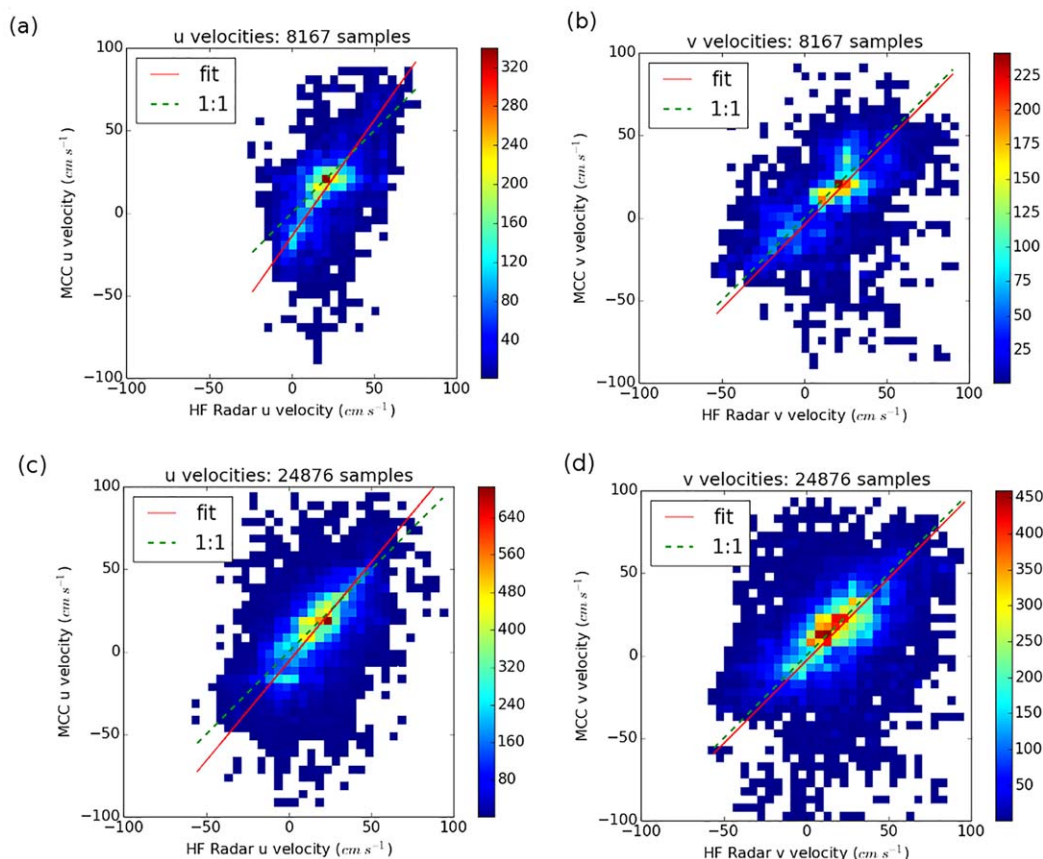 (a)
u velocities: 8167 samples
fit
1:1
100
50
0
−50
−100
MCC u velocity (cm s⁻¹)
−100 −50 0 50 100
HF Radar u velocity (cm s⁻¹)
320
280
240
200
160
120
80
40
(b)
v velocities: 8167 samples
fit
1:1
100
50
0
−50
−100
MCC v velocity (cm s⁻¹)
−100 −50 0 50 100
HF Radar v velocity (cm s⁻¹)
225
200
175
150
125
100
75
50
25
(c)
u velocities: 24876 samples
fit
1:1
100
50
0
−50
−100
MCC u velocity (cm s⁻¹)
−100 −50 0 50 100
HF Radar u velocity (cm s⁻¹)
640
560
480
400
320
240
160
80
(d)
v velocities: 24876 samples
fit
1:1
100
50
0
−50
−100
MCC v velocity (cm s⁻¹)
−100 −50 0 50 100
HF Radar v velocity (cm s⁻¹)
450
400
350
300
250
200
150
100
50